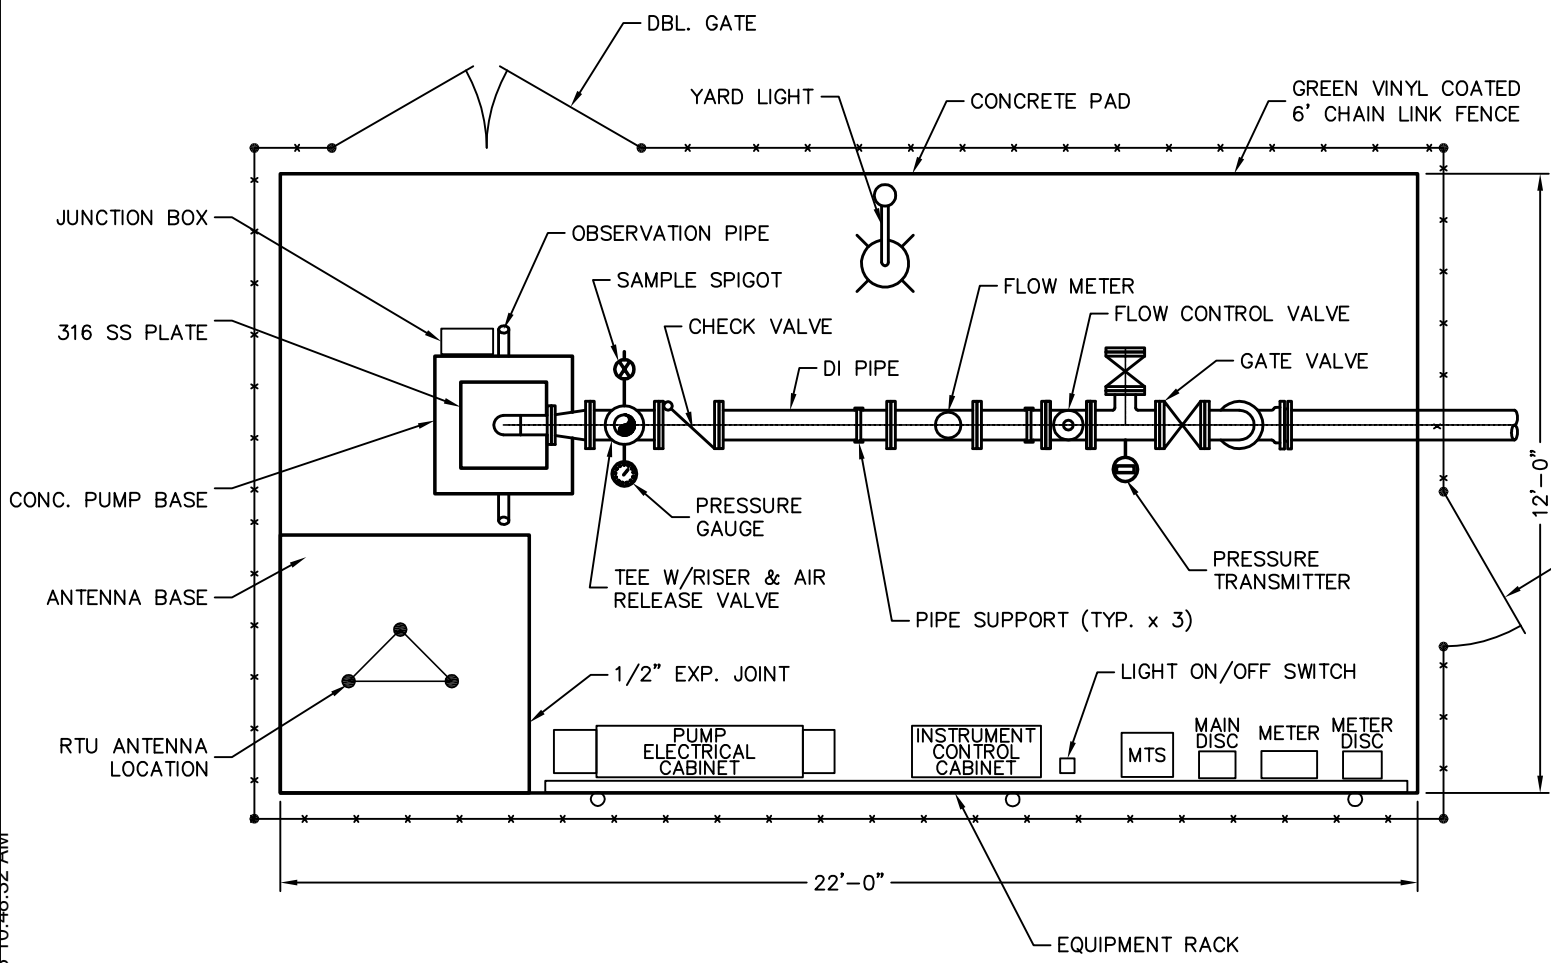 DBL. GATE
YARD LIGHT
CONCRETE PAD
GREEN VINYL COATED
6' CHAIN LINK FENCE
JUNCTION BOX
OBSERVATION PIPE
SAMPLE SPIGOT
FLOW METER
316 SS PLATE
CHECK VALVE
FLOW CONTROL VALVE
DI PIPE
GATE VALVE
CONC. PUMP BASE
PRESSURE
GAUGE
12'-0"
PRESSURE
TRANSMITTER
ANTENNA BASE
TEE W/RISER & AIR
RELEASE VALVE
PIPE SUPPORT (TYP. x 3)
1/2" EXP. JOINT
LIGHT ON/OFF SWITCH
RTU ANTENNA
LOCATION
PUMP
ELECTRICAL
CABINET
INSTRUMENT
CONTROL
CABINET
MTS
MAIN
DISC
METER
METER
DISC
22'-0"
EQUIPMENT RACK